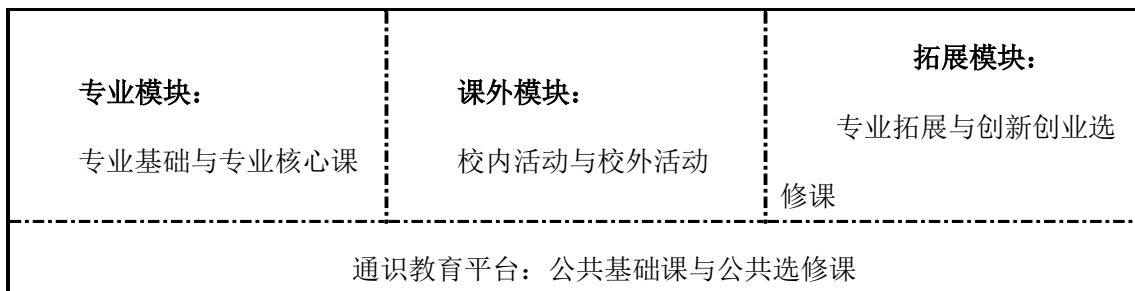 专业模块：
专业基础与专业核心课
课外模块：
校内活动与校外活动
拓展模块：
专业拓展与创新创业选
修课
通识教育平台：公共基础课与公共选修课